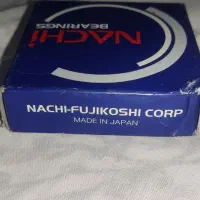 NACHI
BEARINGS
NACHI-FUJIKOSHI CORP
MADE IN JAPAN